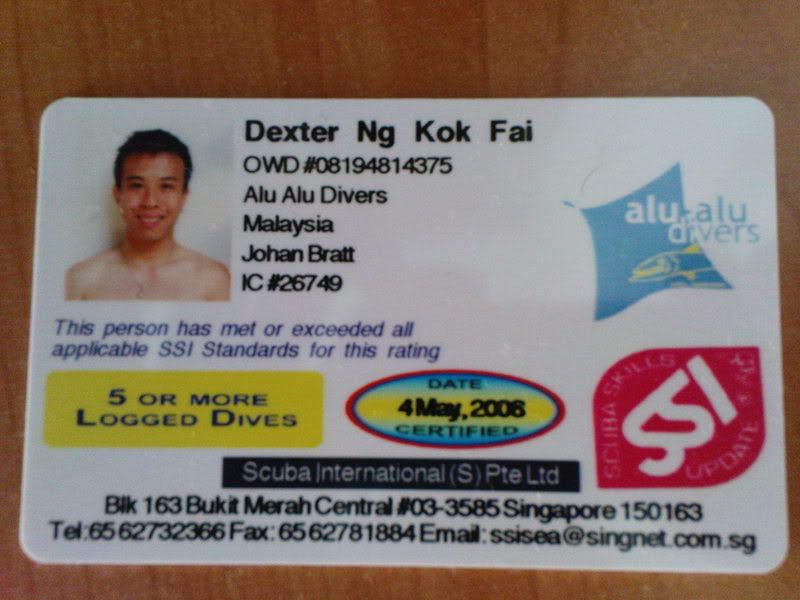 Dexter Ng Kok Fai
OWD #08194814375
Alu Alu Divers
Malaysia
Johan Bratt
IC #26749
alu-alu
divers
This person has met or exceeded all
applicable SSI Standards for this rating
5 OR MORE
LOGGED DIVES
DATE
4 May, 2006
CERTIFIED
SCUBA SKILLS
SSI
UPDATE
Scuba International (S) Pte Ltd
Blk 163 Bukit Merah Central #03-3585 Singapore 150163
Tel:65 62732366 Fax: 65 62781884 Email: ssisea@singnet.com.sg